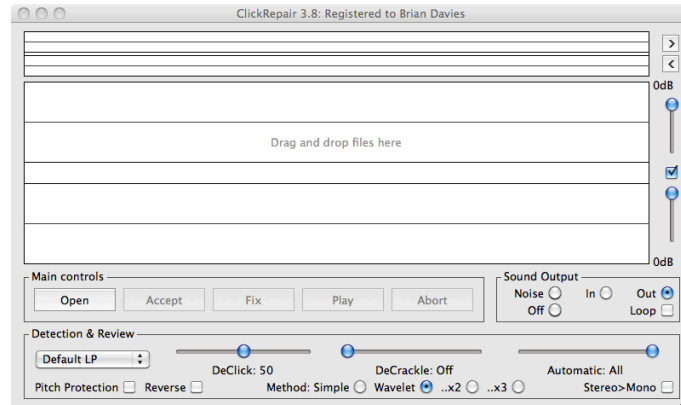 ClickRepair 3.8: Registered to Brian Davies
>
<
0dB
Drag and drop files here
0dB
Main controls
Open Accept Fix Play Abort
Sound Output
Noise In Out
Off Loop
Detection & Review
Default LP
DeClick: 50 DeCrackle: Off Automatic: All
Pitch Protection Reverse Method: Simple Wavelet ..x2 ..x3 Stereo>Mono